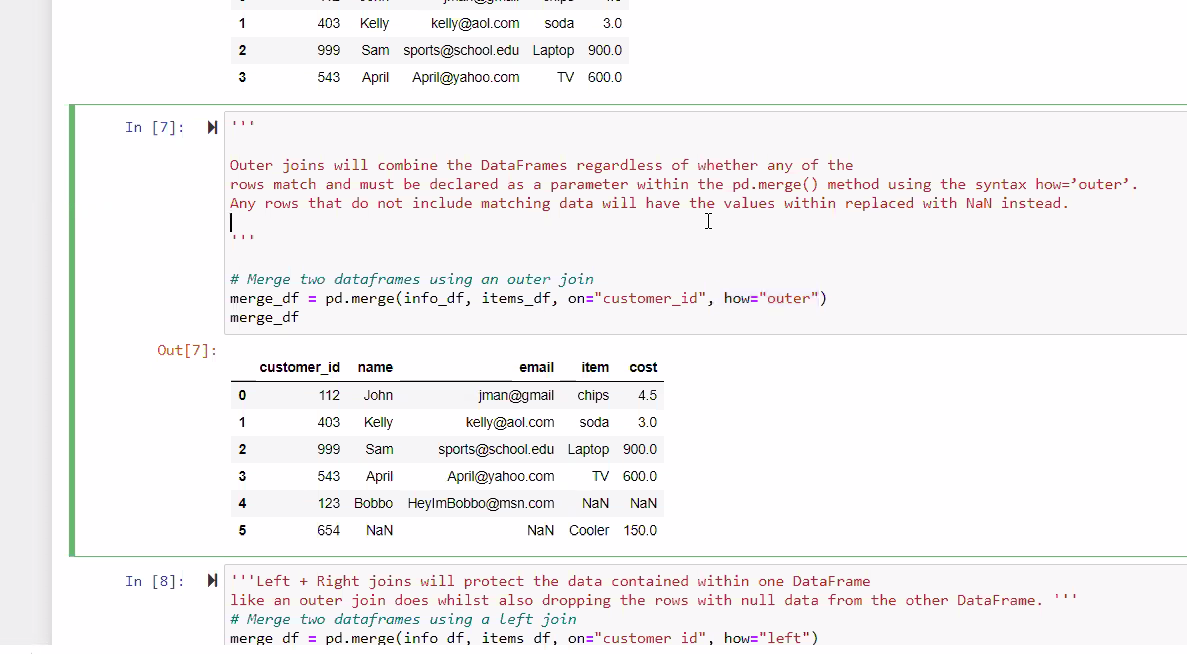 1 403 Kelly kelly@aol.com soda 3.0
2 999 Sam sports@school.edu Laptop 900.0
3 543 April April@yahoo.com TV 600.0
In [7]: '''
Outer joins will combine the DataFrames regardless of whether any of the
rows match and must be declared as a parameter within the pd.merge() method using the syntax how=’outer’.
Any rows that do not include matching data will have the values within replaced with NaN instead.
'''
# Merge two dataframes using an outer join
merge_df = pd.merge(info_df, items_df, on="customer_id", how="outer")
merge_df
Out[7]:
customer_id name email item cost
0 112 John jman@gmail chips 4.5
1 403 Kelly kelly@aol.com soda 3.0
2 999 Sam sports@school.edu Laptop 900.0
3 543 April April@yahoo.com TV 600.0
4 123 Bobbo HeyImBobbo@msn.com NaN NaN
5 654 NaN NaN Cooler 150.0
In [8]: '''Left + Right joins will protect the data contained within one DataFrame
like an outer join does whilst also dropping the rows with null data from the other DataFrame. '''
# Merge two dataframes using a left join
merge_df = pd.merge(info_df, items_df, on="customer_id", how="left")